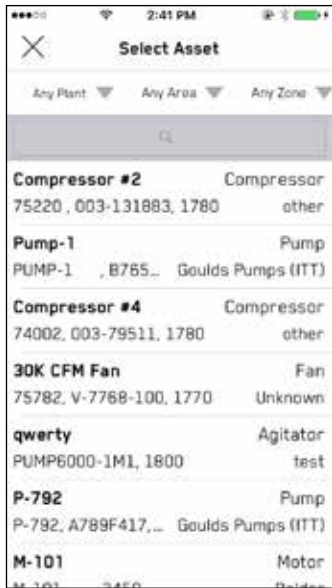 2:41 PM
Select Asset
Any Plant Any Area Any Zone
Compressor #2 Compressor
75220 , 003-131883, 1780 other
Pump-1 Pump
PUMP-1 , B765... Goulds Pumps (ITT)
Compressor #4 Compressor
74002, 003-79511, 1780 other
30K CFM Fan Fan
75782, V-7768-100, 1770 Unknown
qwerty Agitator
PUMP6000-1M1, 1800 test
P-792 Pump
P-792, A789F417,... Goulds Pumps (ITT)
M-101 Motor